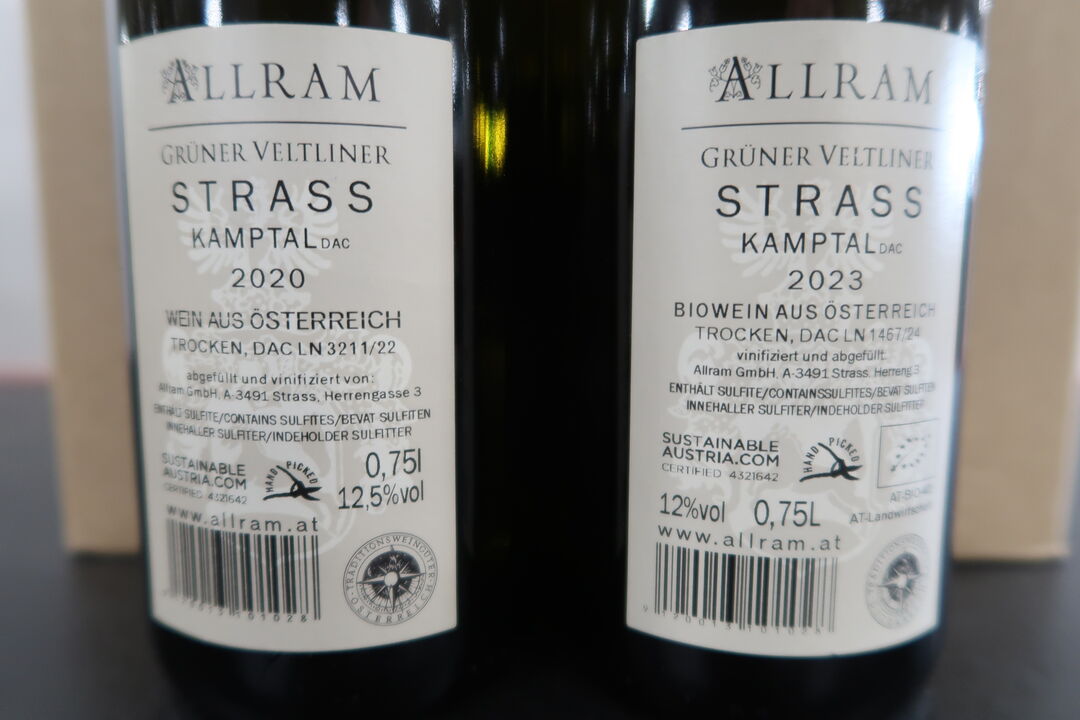 ALLRAM
GRÜNER VELTLINER
STRASS
KAMPTAL DAC
2020
WEIN AUS ÖSTERREICH
TROCKEN, DAC LN 3211/22
abgefüllt und vinifiziert von:
Allram GmbH, A-3491 Strass, Herrengasse 3
ENTHÄLT SULFITE/CONTAINS SULFITES/BEVAT SULFITEN
INNEHALLER SULFITER/INDEHOLDER SULFITTER
SUSTAINABLE
AUSTRIA.COM
CERTIFIED 4321642
HAND PICKED
0,75l
12,5%vol
www.allram.at
TRADITIONSWEINGÜTER ÖSTERREICH
ALLRAM
GRÜNER VELTLINER
STRASS
KAMPTAL DAC
2023
BIOWEIN AUS ÖSTERREICH
TROCKEN, DAC LN 1467/24
vinifiziert und abgefüllt:
Allram GmbH, A-3491 Strass, Herreng.3
ENTHÄLT SULFITE/CONTAINSSULFITES/BEVAT SULFITEN
INNEHALLER SULFITER/INDEHOLDER SULFITTER
SUSTAINABLE
AUSTRIA.COM
CERTIFIED 4321642
HAND PICKED
AT-Landwirtschaft
12%vol 0,75L
www.allram.at